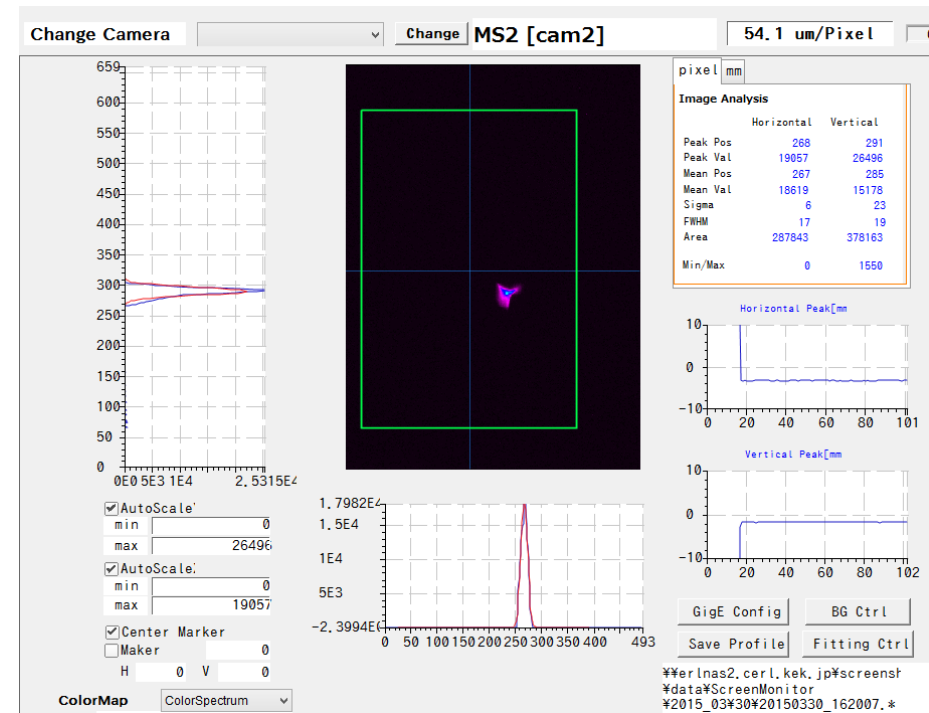 Change Camera Change MS2 [cam2] 54.1 um/Pixel
pixel mm
Image Analysis
Horizontal Vertical
Peak Pos 268 291
Peak Val 19057 26496
Mean Pos 267 285
Mean Val 18619 15178
Sigma 6 23
FWHM 17 19
Area 287843 378163
Min/Max 0 1550
659
600
550
500
450
400
350
300
250
200
150
100
50
0
0E0 5E3 1E4 2.5315E4
Horizontal Peak[mm
10
0
-10
0 20 40 60 80 101
Vertical Peak[mm
10
0
-10
0 20 40 60 80 102
AutoScale
min 0
max 26496
AutoScale
min 0
max 19057
Center Marker
Maker 0
H 0 V 0
ColorMap ColorSpectrum
1.7982E4
1.5E4
1E4
5E3
-2.3994E
0 50 100 150 200 250 300 350 400 493
GigE Config BG Ctrl
Save Profile Fitting Ctrl
¥¥erlnas2.cerl.kek.jp¥screensh
¥data¥ScreenMonitor
¥2015_03¥30¥20150330_162007.*